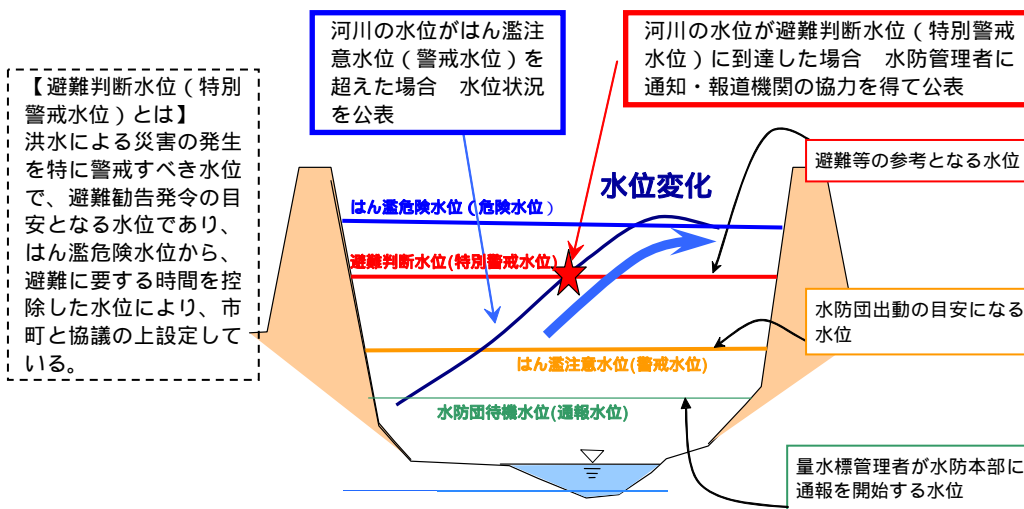 河川の水位がはん濫注
意水位（警戒水位）を
超えた場合　水位状況
を公表
河川の水位が避難判断水位（特別警戒
水位）に到達した場合　水防管理者に
通知・報道機関の協力を得て公表
【避難判断水位（特別
警戒水位）とは】
洪水による災害の発生
を特に警戒すべき水位
で、避難勧告発令の目
安となる水位であり、
はん濫危険水位から、
避難に要する時間を控
除した水位により、市
町と協議の上設定して
いる。
避難等の参考となる水位
水位変化
はん濫危険水位（危険水位）
避難判断水位(特別警戒水位)
水防団出動の目安になる
水位
はん濫注意水位(警戒水位)
水防団待機水位(通報水位)
量水標管理者が水防本部に
通報を開始する水位